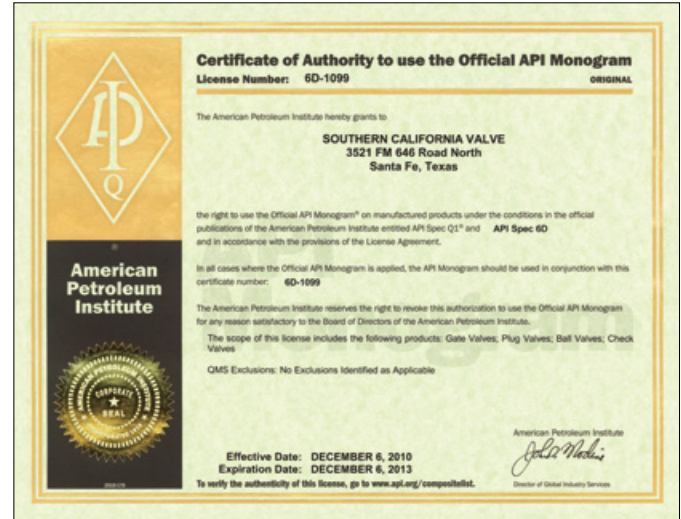 Certificate of Authority to use the Official API Monogram
License Number: 6D-1099
ORIGINAL
The American Petroleum Institute hereby grants to
SOUTHERN CALIFORNIA VALVE
3521 FM 646 Road North
Santa Fe, Texas
the right to use the Official API Monogram® on manufactured products under the conditions in the official
publications of the American Petroleum Institute entitled API Spec Q1® and API Spec 6D
and in accordance with the provisions of the License Agreement.
In all cases where the Official API Monogram is applied, the API Monogram should be used in conjunction with this
certificate number: 6D-1099
The American Petroleum Institute reserves the right to revoke this authorization to use the Official API Monogram
for any reason satisfactory to the Board of Directors of the American Petroleum Institute.
The scope of this license includes the following products: Gate Valves; Plug Valves; Ball Valves; Check
Valves
QMS Exclusions: No Exclusions Identified as Applicable
American Petroleum Institute
Effective Date: DECEMBER 6, 2010
Expiration Date: DECEMBER 6, 2013
To verify the authenticity of this license, go to www.api.org/compositelist.
Director of Global Industry Services
API
Q
®
American
Petroleum
Institute
AMERICAN PETROLEUM INSTITUTE
CORPORATE
SEAL
Monogram